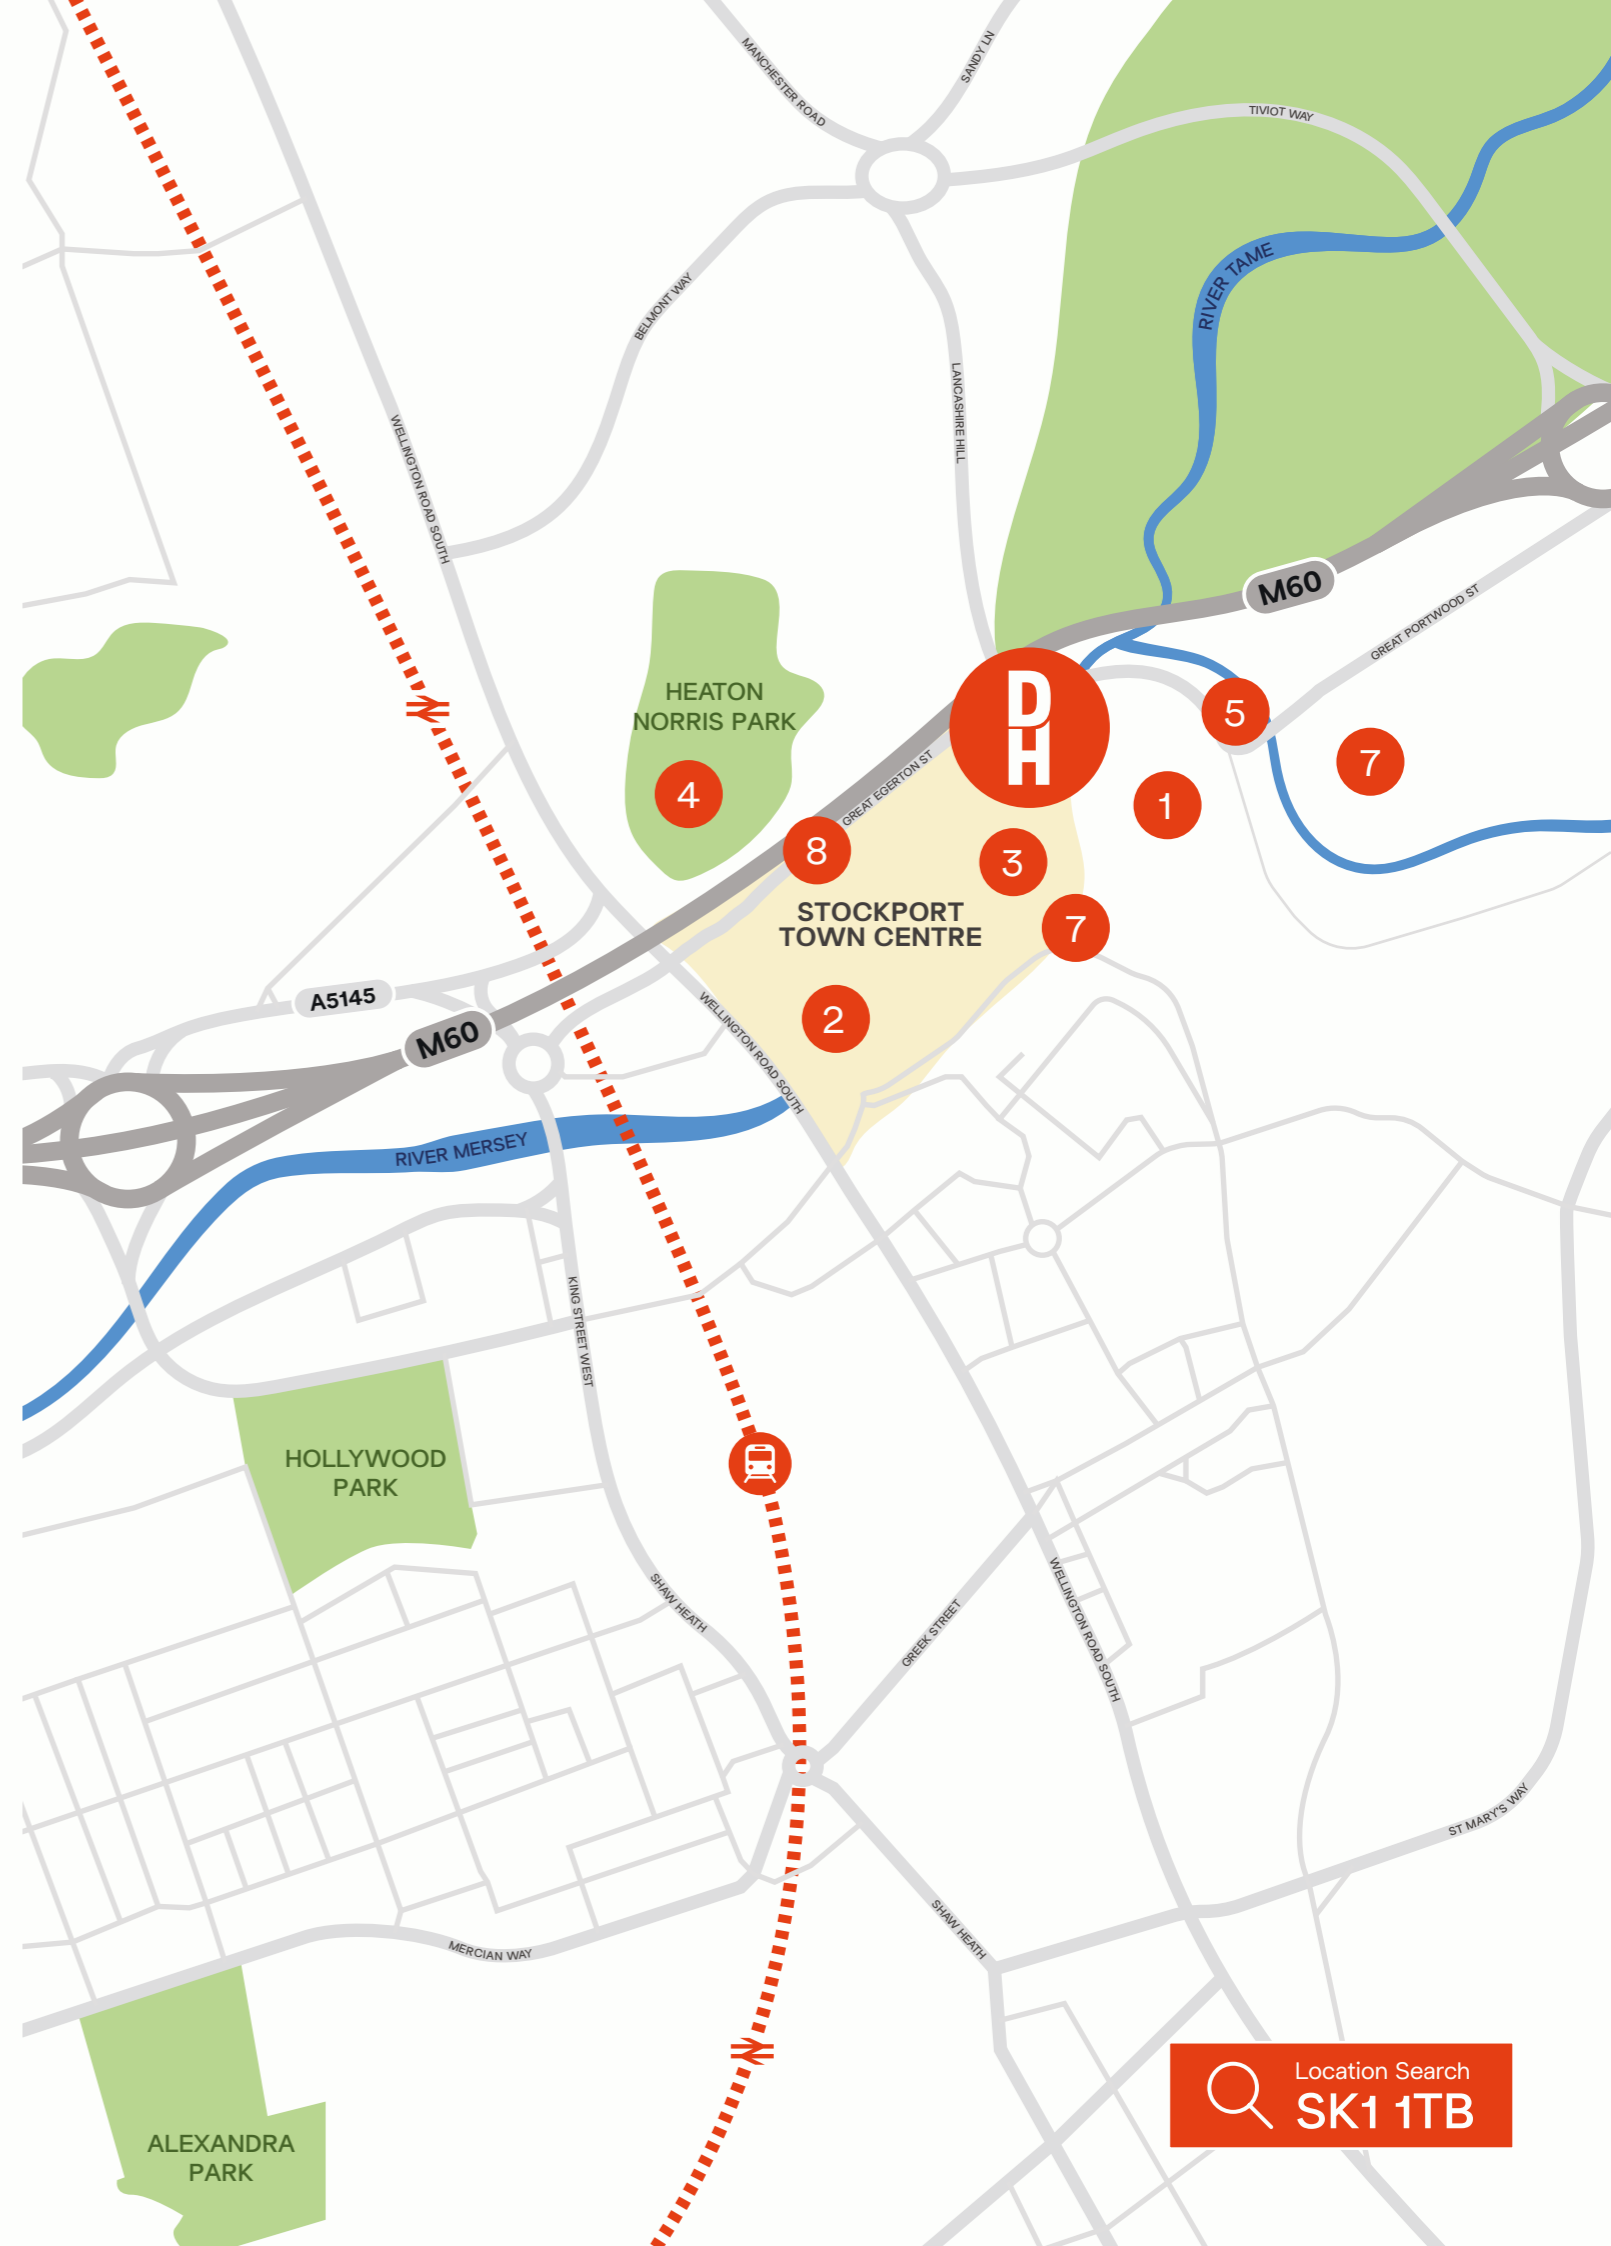 MANCHESTER ROAD
SANDY LN
TIVIOT WAY
RIVER TAME
BELMONT WAY
LANCASHIRE HILL
WELLINGTON ROAD SOUTH
M60
GREAT PORTWOOD ST
HEATON
NORRIS PARK
D
H
5
7
4
GREAT EGERTON ST
1
8
3
STOCKPORT
TOWN CENTRE
7
A5145
M60
2
WELLINGTON ROAD SOUTH
RIVER MERSEY
KING STREET WEST
HOLLYWOOD
PARK
SHAW HEATH
GREEK STREET
WELLINGTON ROAD SOUTH
ST MARY'S WAY
SHAW HEATH
MERCIAN WAY
Location Search
SK1 1TB
ALEXANDRA
PARK